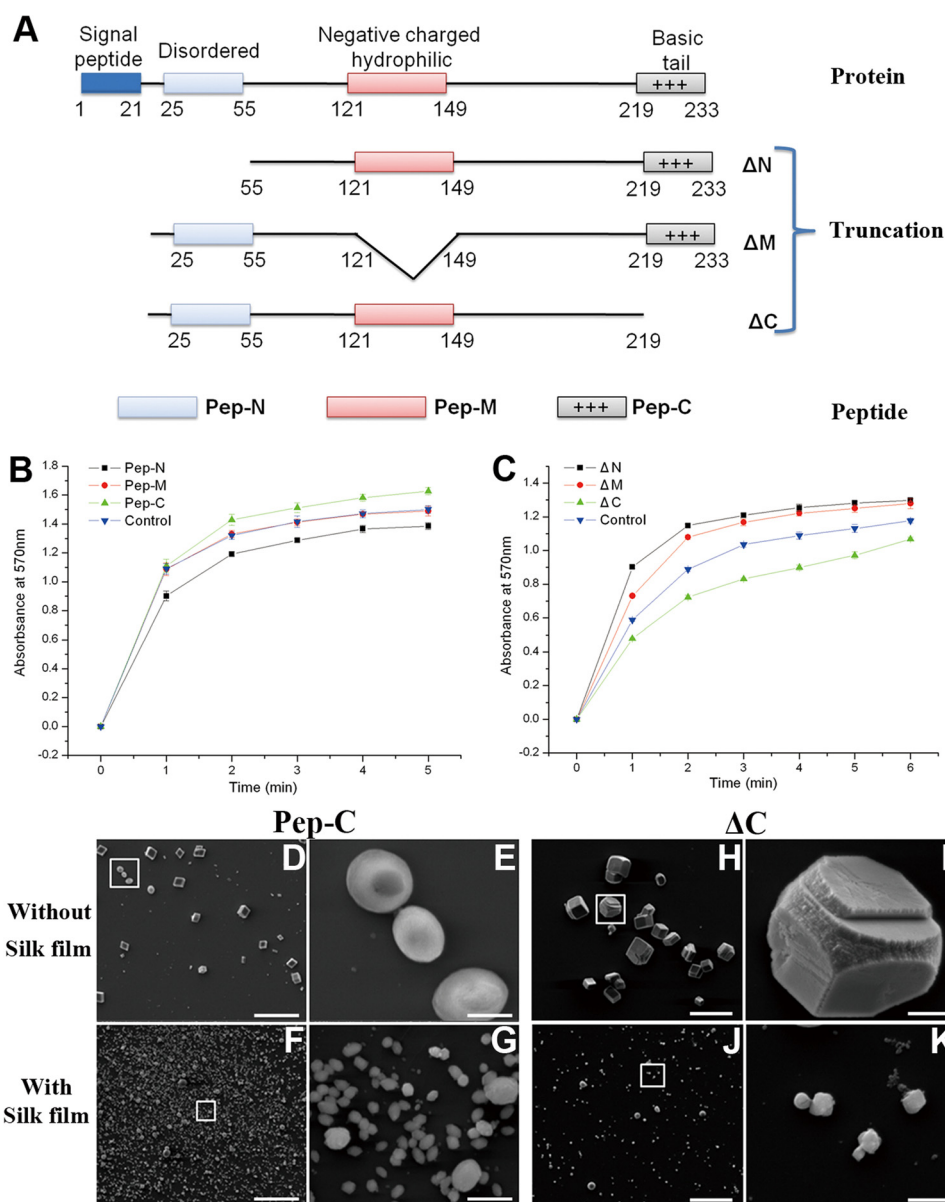 A
Signal
peptide
Disordered
Negative charged
hydrophilic
Basic
tail
+++
Protein
1 21 25 55 121 149 219 233
+++
ΔN
55 121 149 219 233
+++
ΔM
25 55 121 149 219 233
Truncation
ΔC
25 55 121 149 219
Pep-N Pep-M +++ Pep-C Peptide
B
Pep-N
Pep-M
Pep-C
Control
Absorbsance at 570nm
1.8
1.6
1.4
1.2
1.0
0.8
0.6
0.4
0.2
0.0
-0.2
0 1 2 3 4 5
Time (min)
C
ΔN
ΔM
ΔC
Control
Absorbance at 570nm
1.4
1.2
1.0
0.8
0.6
0.4
0.2
0.0
-0.2
0 1 2 3 4 5 6
Time (min)
Pep-C ΔC
Without
Silk film
D E H I
With
Silk film
F G J K